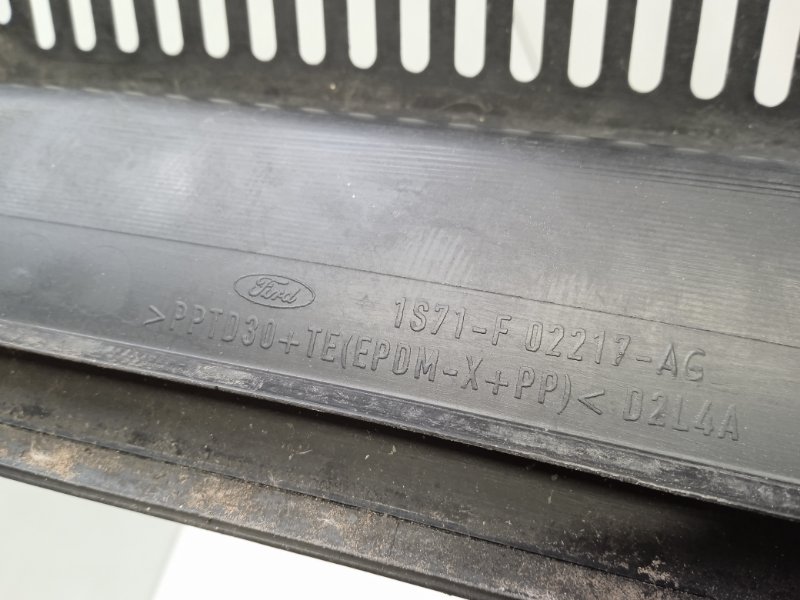 Ford 1S71-F 02217-AG
>PPTD30+TE(EPDM-X+PP)< D2L4A